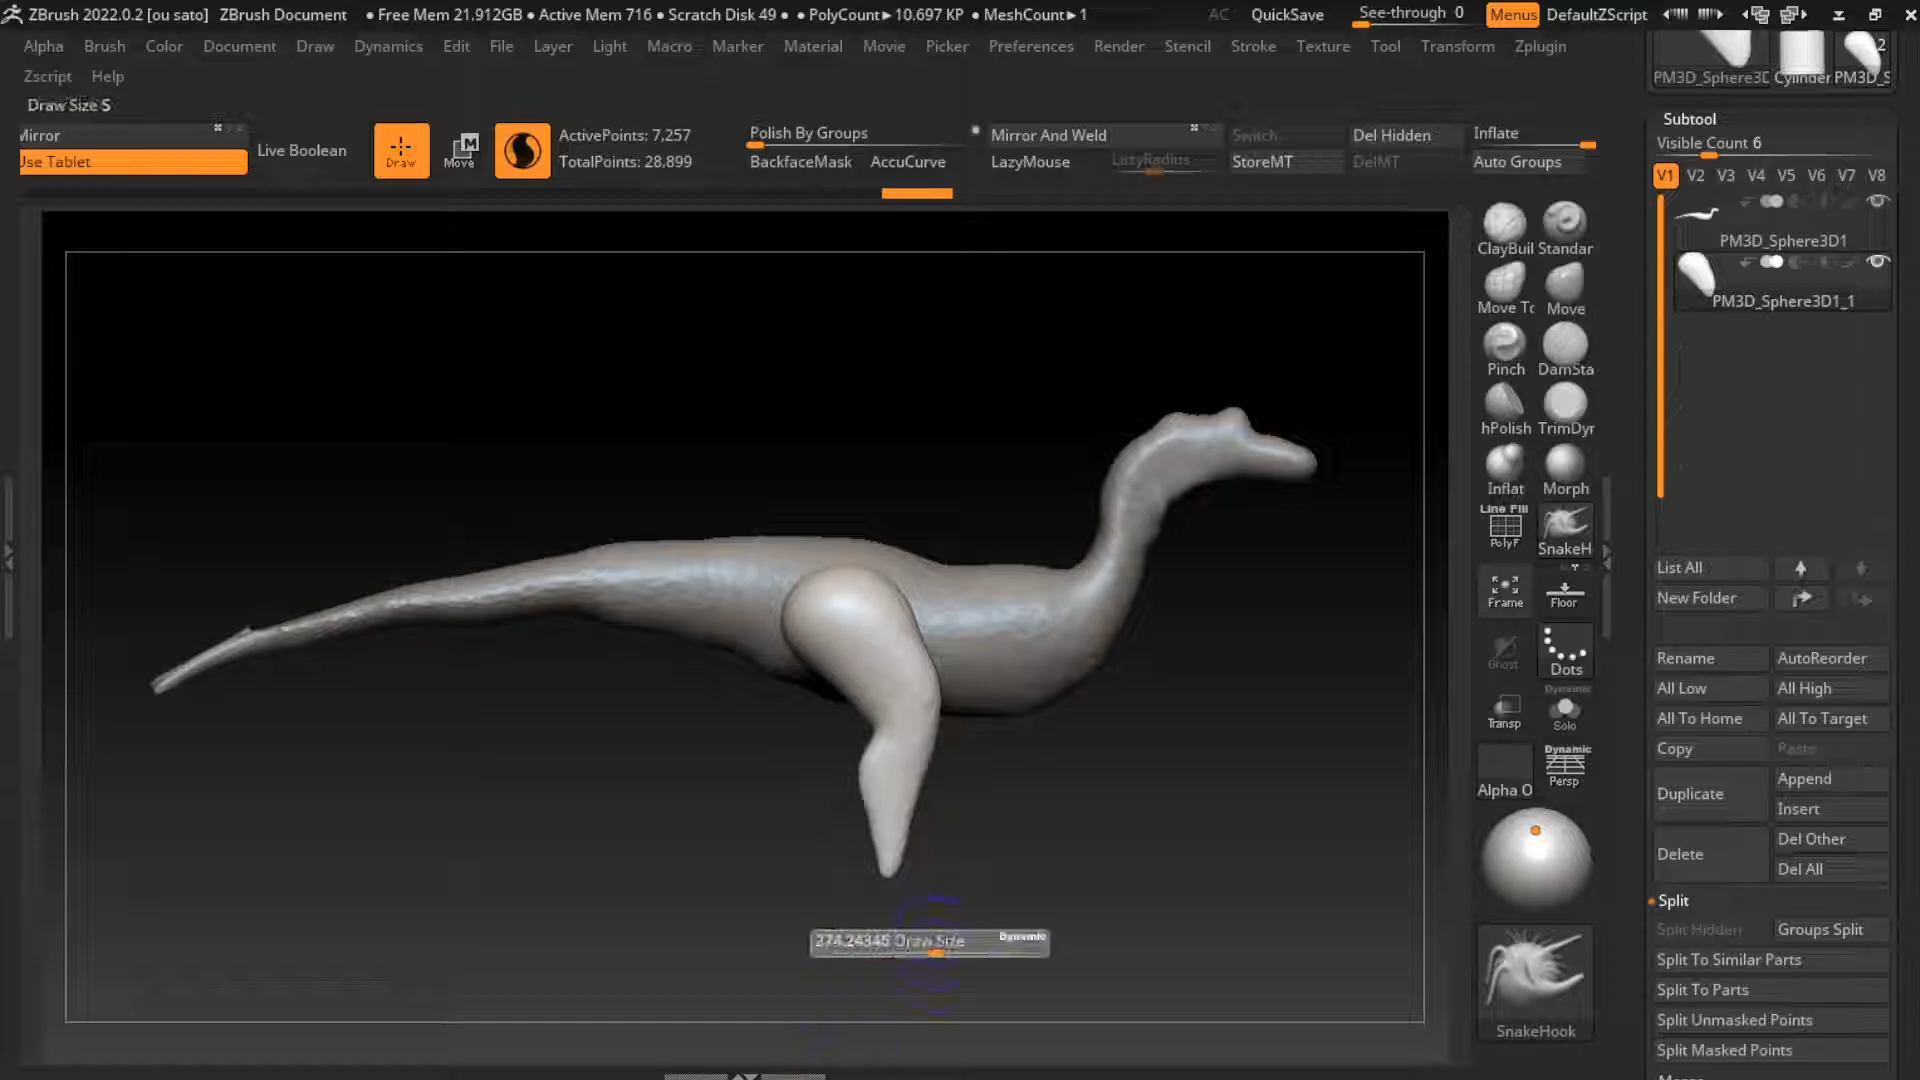 ZBrush 2022.0.2 [ou sato] ZBrush Document • Free Mem 21.912GB • Active Mem 716 • Scratch Disk 49 • • PolyCount▸ 10.697 KP • MeshCount▸ 1 AC QuickSave See-through 0 Menus DefaultZScript
Alpha Brush Color Document Draw Dynamics Edit File Layer Light Macro Marker Material Movie Picker Preferences Render Stencil Stroke Texture Tool Transform Zplugin
Zscript Help
Draw Size S
Mirror
Use Tablet
Live Boolean
Draw
Move
M
ActivePoints: 7,257
TotalPoints: 28,899
Polish By Groups
BackfaceMask AccuCurve
Mirror And Weld
LazyMouse LazyRadius
Switch Del Hidden
StoreMT DelMT
Inflate
Auto Groups
ClayBuil Standar
Move To Move
Pinch DamSta
hPolish TrimDyr
Inflat Morph
Line Fill
PolyF
SnakeH
Frame Floor
Ghost Dots
Dynamic
Transp Solo
Dynamic
Persp
Alpha O
SnakeHook
274.24345 Draw Size Dynamic
2
PM3D_Sphere3D Cylinder PM3D_S
Subtool
Visible Count 6
V1 V2 V3 V4 V5 V6 V7 V8
PM3D_Sphere3D1
PM3D_Sphere3D1_1
List All
New Folder
Rename AutoReorder
All Low All High
All To Home All To Target
Copy Paste
Duplicate Append
Insert
Delete Del Other
Del All
Split
Split Hidden Groups Split
Split To Similar Parts
Split To Parts
Split Unmasked Points
Split Masked Points